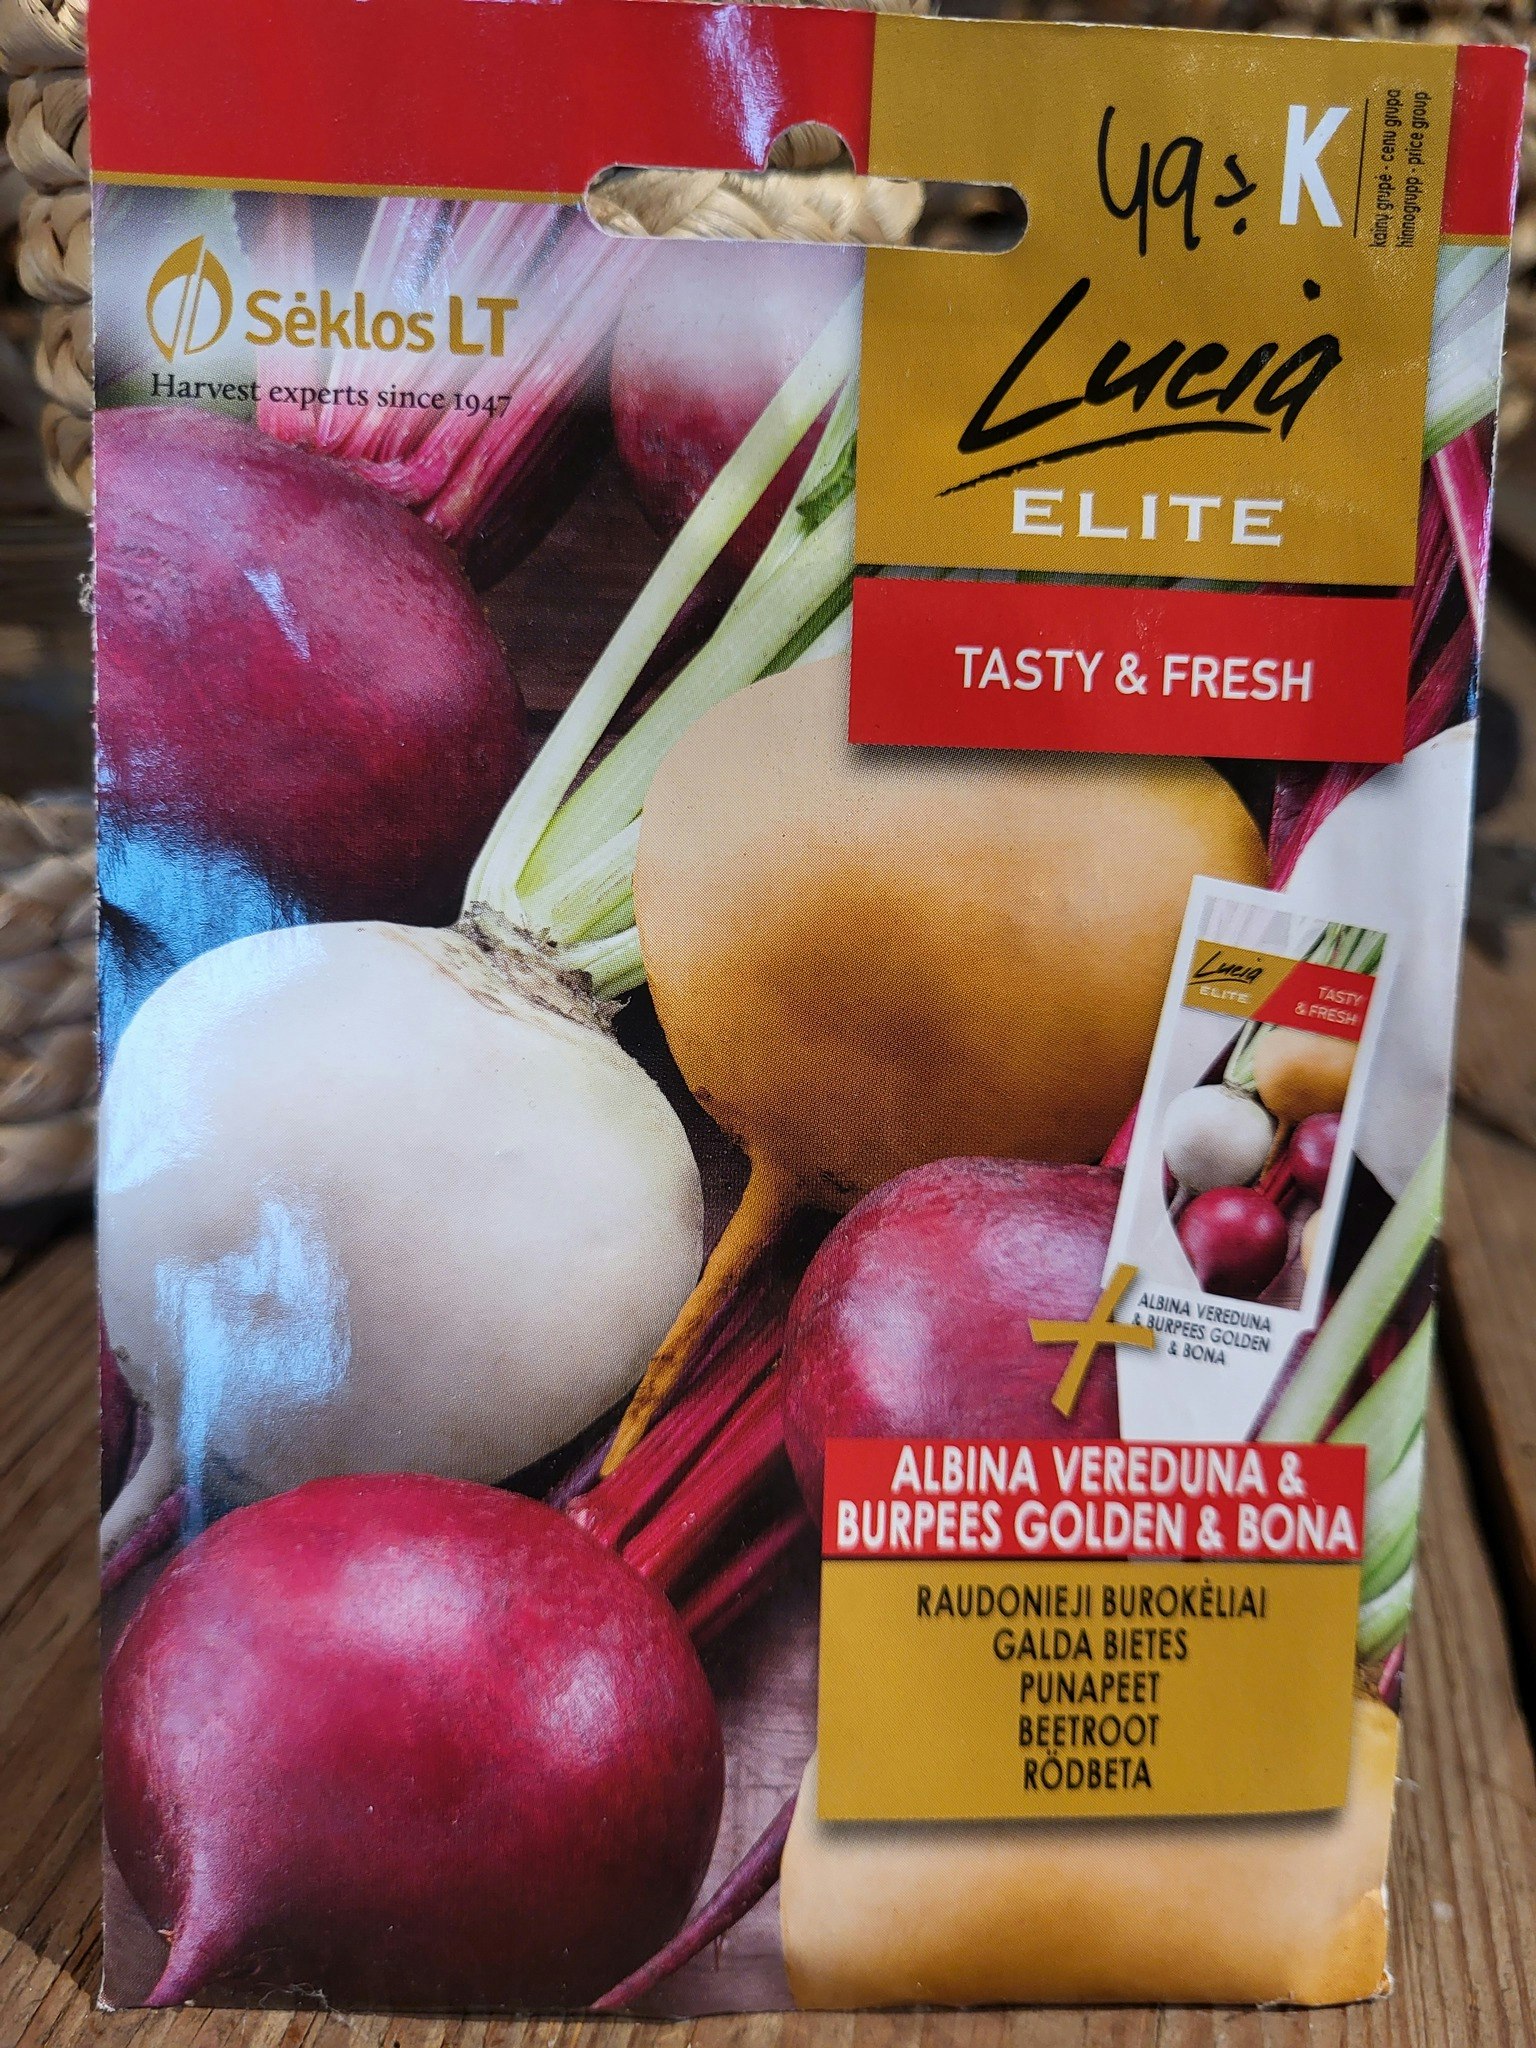 49:-
K
kainų grupė · cenu grupa
hinnagrupp · price group
Sėklos LT
Harvest experts since 1947
Lucia
ELITE
TASTY & FRESH
Lucia
ELITE
TASTY
& FRESH
ALBINA VEREDUNA
& BURPEES GOLDEN
& BONA
ALBINA VEREDUNA &
BURPEES GOLDEN & BONA
RAUDONIEJI BUROKĖLIAI
GALDA BIETES
PUNAPEET
BEETROOT
RÖDBETA